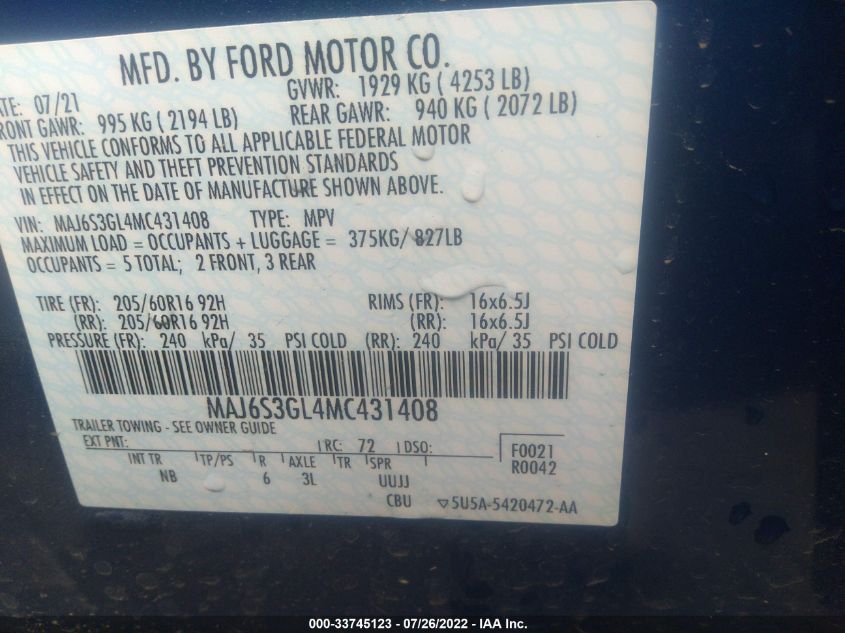 MFD. BY FORD MOTOR CO.
ATE: 07/21 GVWR: 1929 KG ( 4253 LB)
RONT GAWR: 995 KG ( 2194 LB) REAR GAWR: 940 KG ( 2072 LB)
THIS VEHICLE CONFORMS TO ALL APPLICABLE FEDERAL MOTOR
VEHICLE SAFETY AND THEFT PREVENTION STANDARDS
IN EFFECT ON THE DATE OF MANUFACTURE SHOWN ABOVE.
VIN: MAJ6S3GL4MC431408 TYPE: MPV
MAXIMUM LOAD = OCCUPANTS + LUGGAGE = 375KG/ 827LB
OCCUPANTS = 5 TOTAL; 2 FRONT, 3 REAR
TIRE (FR): 205/60R16 92H RIMS (FR): 16x6.5J
(RR): 205/60R16 92H (RR): 16x6.5J
PRESSURE (FR): 240 kPa/ 35 PSI COLD (RR): 240 kPa/ 35 PSI COLD
MAJ6S3GL4MC431408
TRAILER TOWING - SEE OWNER GUIDE
EXT PNT: RC: 72 DSO: F0021
R0042
INT TR TP/PS R AXLE TR SPR
NB 6 3L UUJJ
CBU 5U5A-5420472-AA
000-33745123 - 07/26/2022 - IAA Inc.